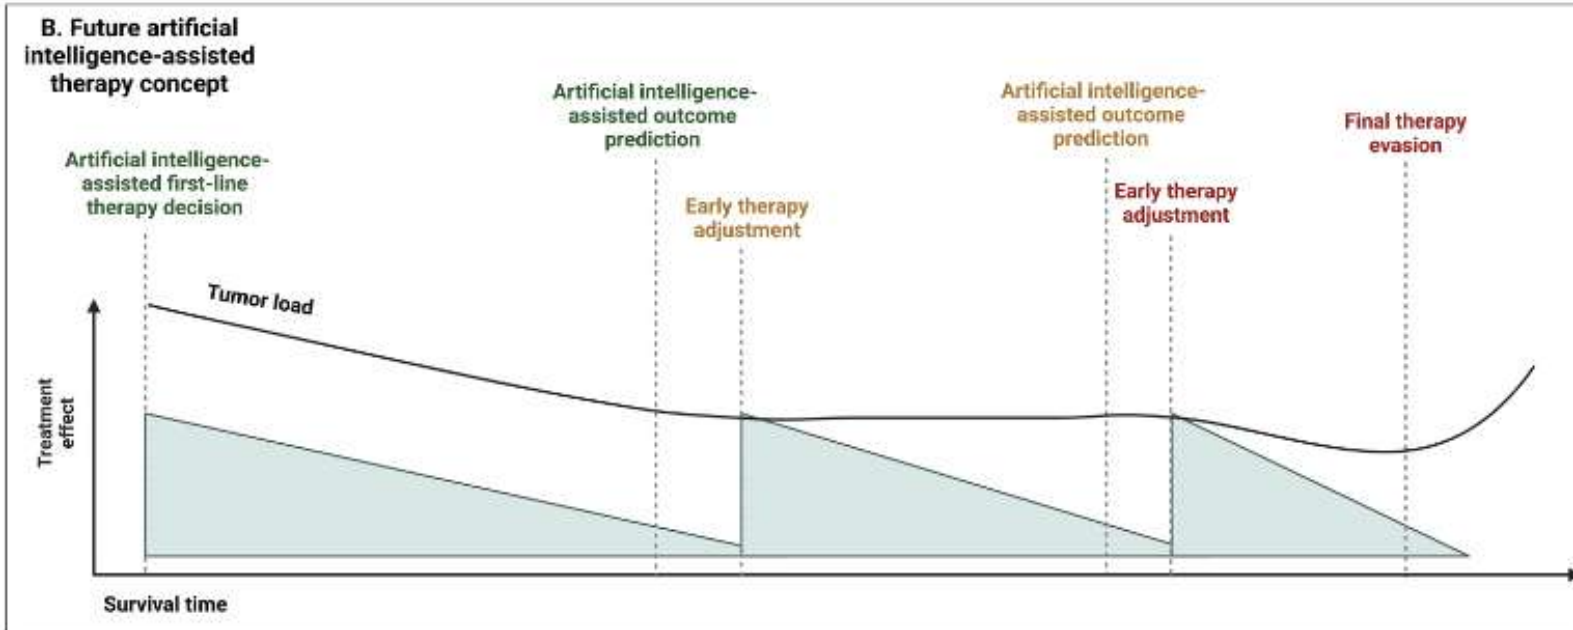 B. Future artificial
intelligence-assisted
therapy concept
Artificial intelligence-
assisted first-line
therapy decision
Artificial intelligence-
assisted outcome
prediction
Early therapy
adjustment
Artificial intelligence-
assisted outcome
prediction
Early therapy
adjustment
Final therapy
evasion
Tumor load
Treatment
effect
Survival time